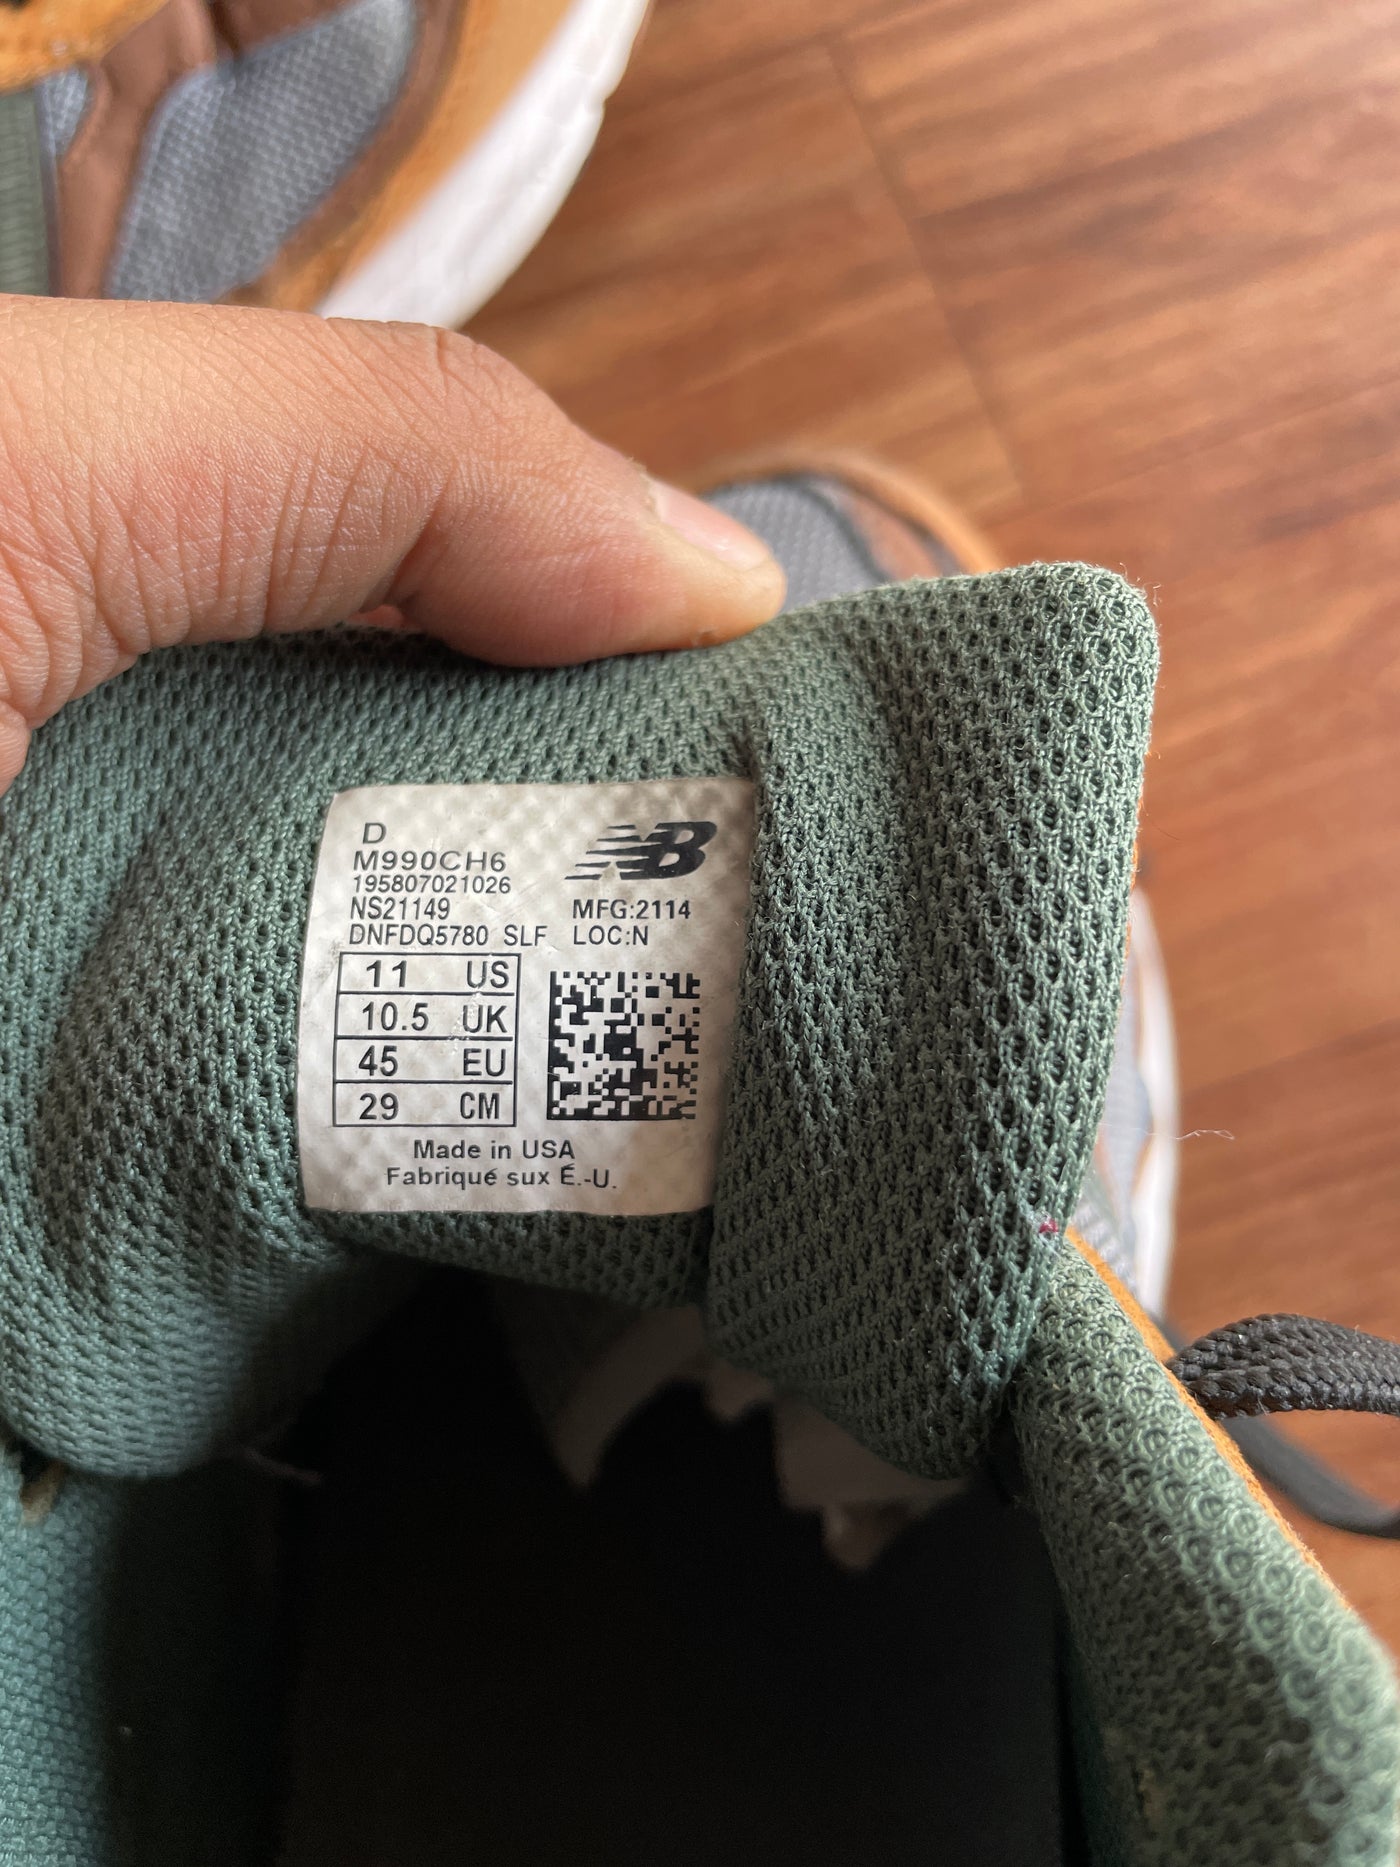 D
M990CH6
195807021026
NS21149
DNFDQ5780 SLF
NB
MFG:2114
LOC:N
11 US
10.5 UK
45 EU
29 CM
Made in USA
Fabriqué sux É.-U.